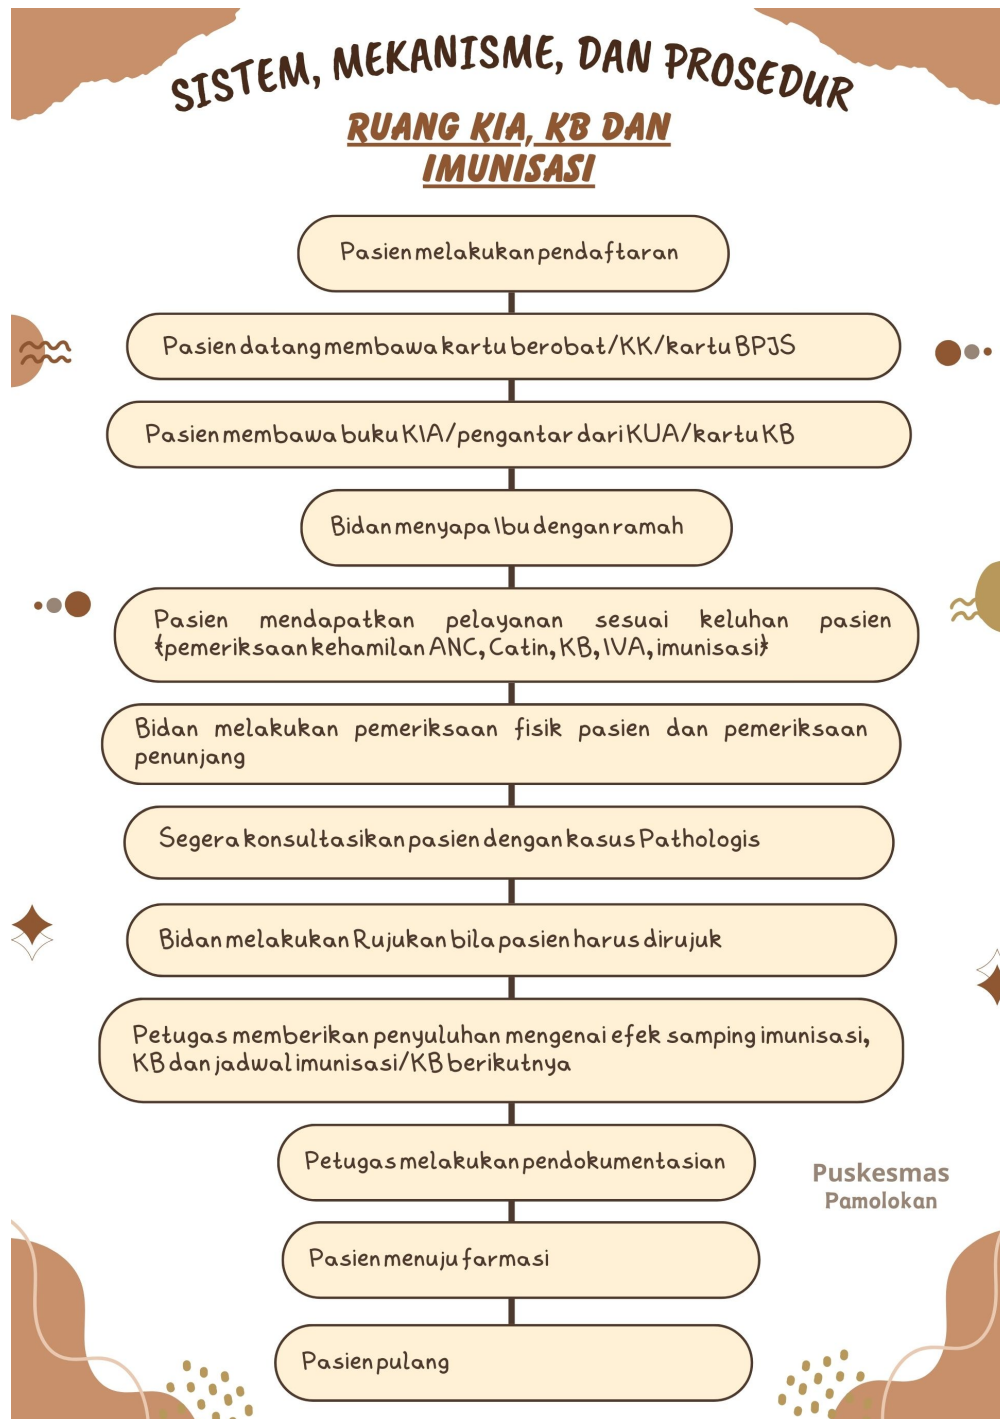 SISTEM, MEKANISME, DAN PROSEDUR
RUANG KIA, KB DAN
IMUNISASI
Pasien melakukan pendaftaran
Pasien datang membawa kartu berobat/KK/kartu BPJS
Pasien membawa buku KIA/pengantar dari KUA/kartu KB
Bidan menyapa Ibu dengan ramah
Pasien mendapatkan pelayanan sesuai keluhan pasien
(pemeriksaan kehamilan ANC, Catin, KB, IVA, imunisasi)
Bidan melakukan pemeriksaan fisik pasien dan pemeriksaan
penunjang
Segera konsultasikan pasien dengan kasus Pathologis
Bidan melakukan Rujukan bila pasien harus dirujuk
Petugas memberikan penyuluhan mengenai efek samping imunisasi,
KB dan jadwal imunisasi/KB berikutnya
Petugas melakukan pendokumentasian
Puskesmas
Pamolokan
Pasien menuju farmasi
Pasien pulang